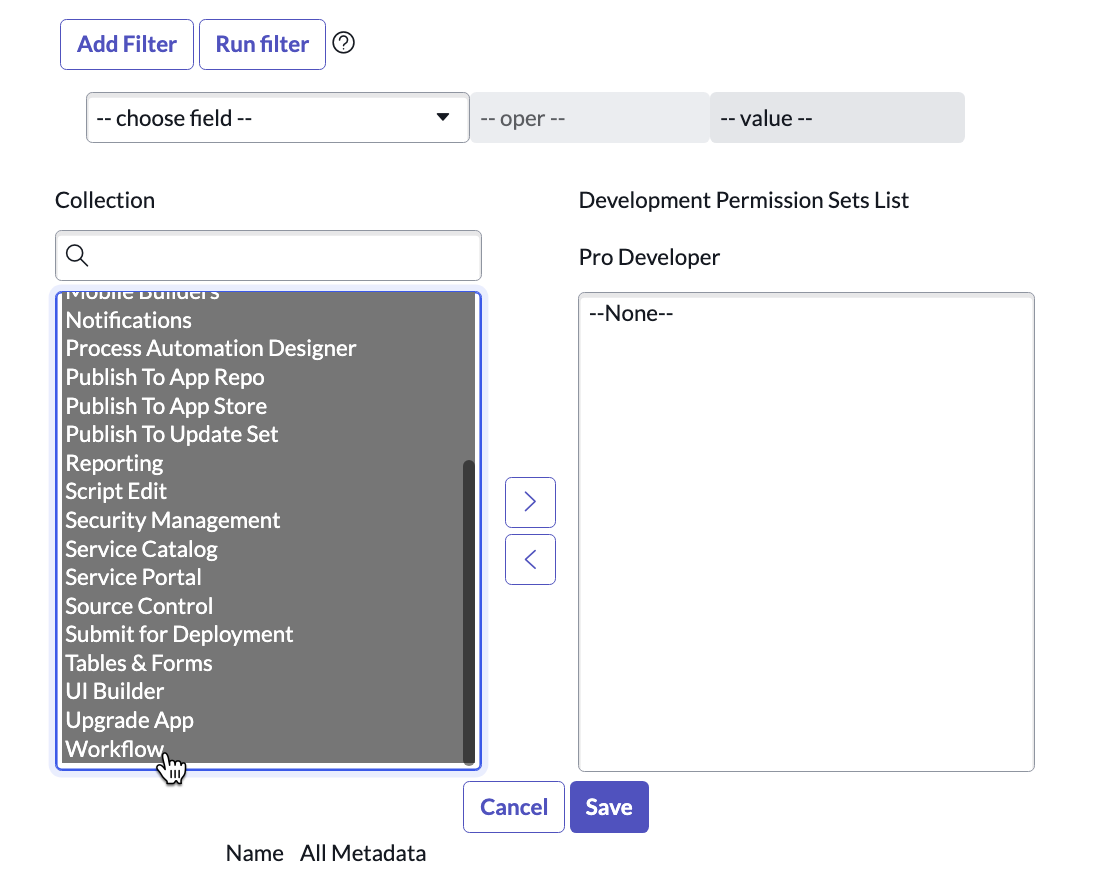 Add Filter Run filter
-- choose field -- -- oper -- -- value --
Collection
Development Permission Sets List
Pro Developer
Mobile Builders
Notifications
Process Automation Designer
Publish To App Repo
Publish To App Store
Publish To Update Set
Reporting
Script Edit
Security Management
Service Catalog
Service Portal
Source Control
Submit for Deployment
Tables & Forms
UI Builder
Upgrade App
Workflow
--None--
Cancel Save
Name All Metadata